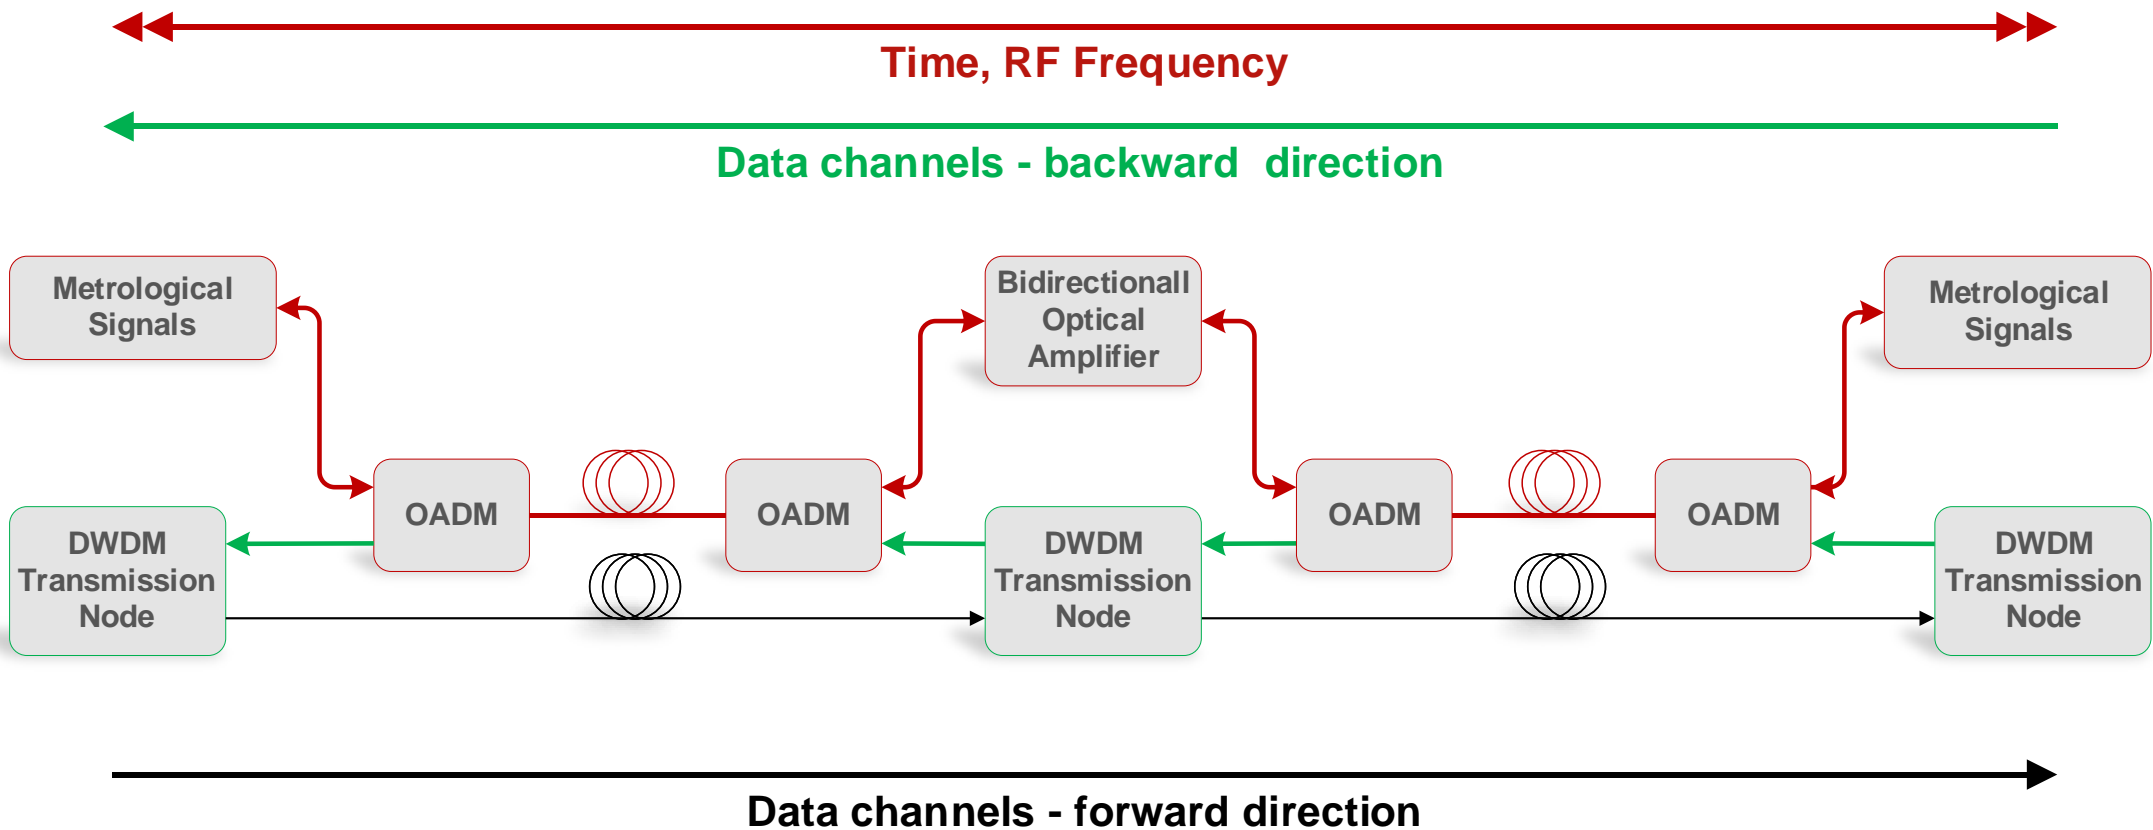 Time, RF Frequency
Data channels - backward direction
Metrological
Signals
Bidirectionall
Optical
Amplifier
Metrological
Signals
OADM
OADM
OADM
OADM
DWDM
Transmission
Node
DWDM
Transmission
Node
DWDM
Transmission
Node
Data channels - forward direction